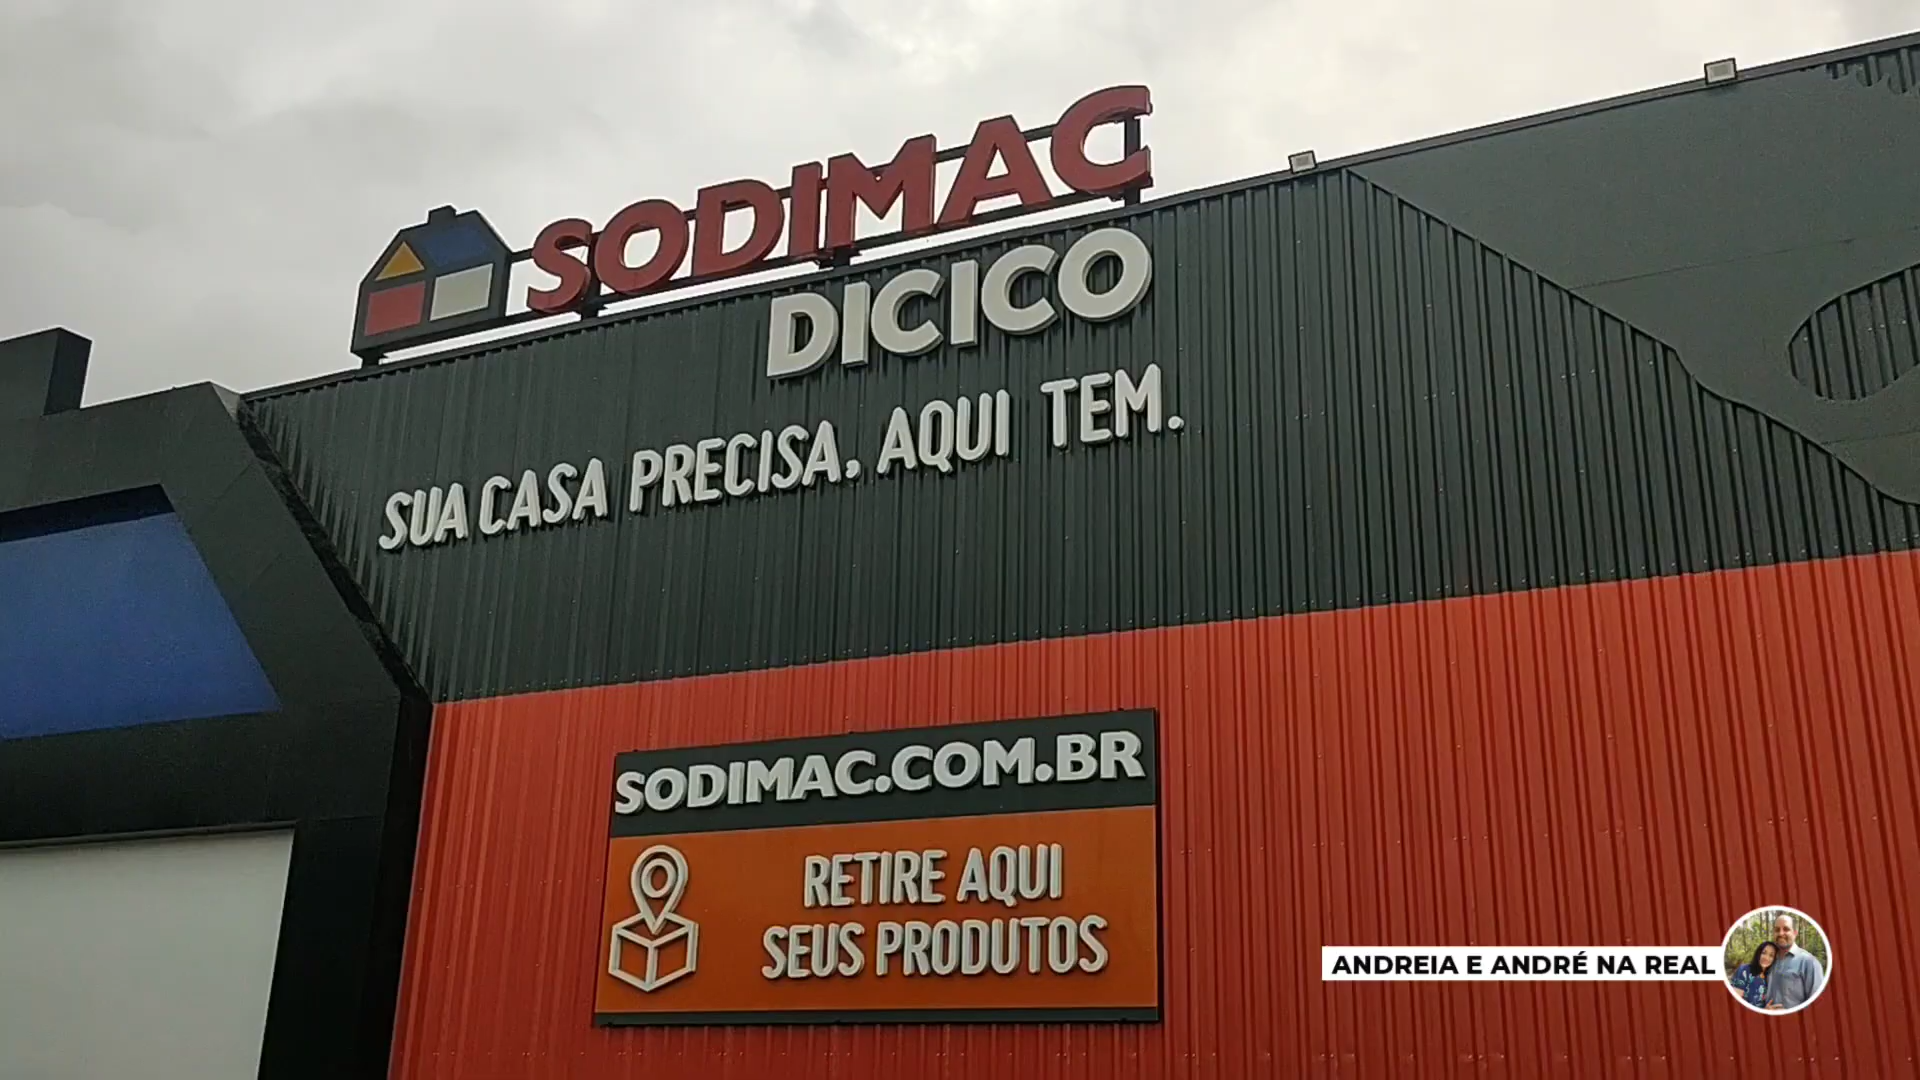 SODIMAC
DICICO
SUA CASA PRECISA, AQUI TEM.
SODIMAC.COM.BR
RETIRE AQUI
SEUS PRODUTOS
ANDREIA E ANDRÉ NA REAL